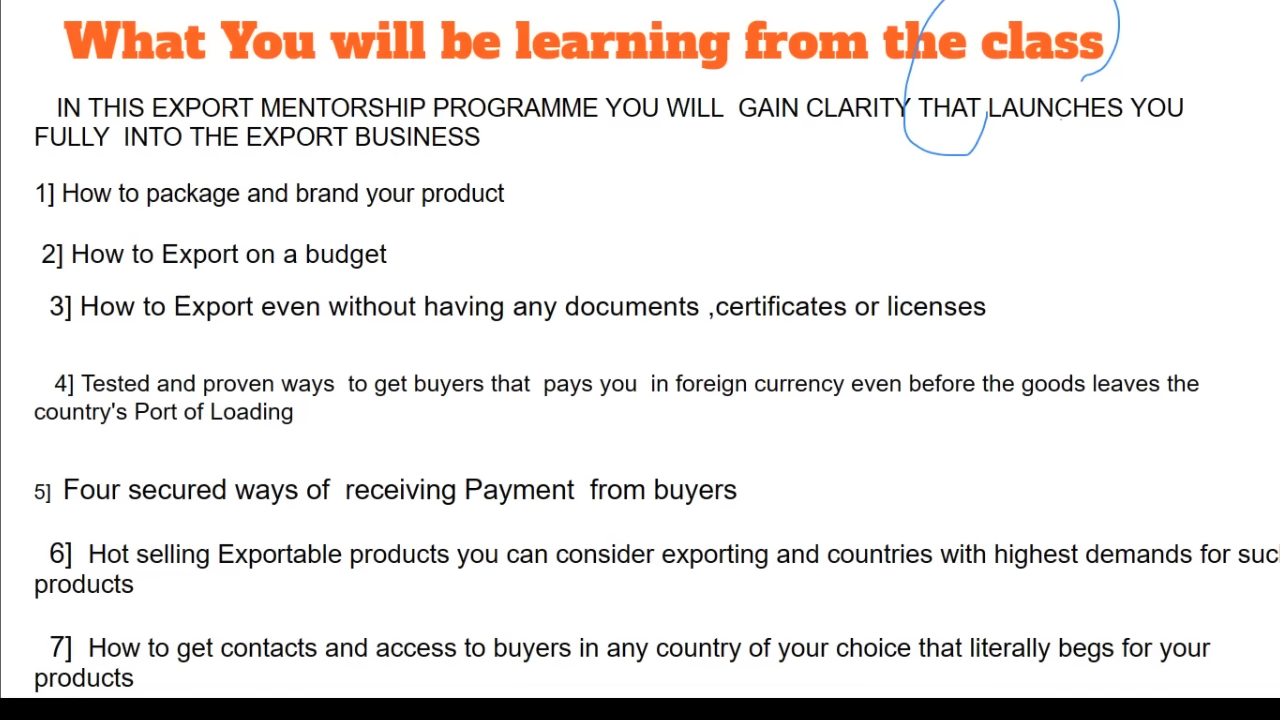 What You will be learning from the class
IN THIS EXPORT MENTORSHIP PROGRAMME YOU WILL GAIN CLARITY THAT LAUNCHES YOU
FULLY INTO THE EXPORT BUSINESS
1] How to package and brand your product
2] How to Export on a budget
3] How to Export even without having any documents ,certificates or licenses
4] Tested and proven ways to get buyers that pays you in foreign currency even before the goods leaves the
country's Port of Loading
5] Four secured ways of receiving Payment from buyers
6] Hot selling Exportable products you can consider exporting and countries with highest demands for suc
products
7] How to get contacts and access to buyers in any country of your choice that literally begs for your
products